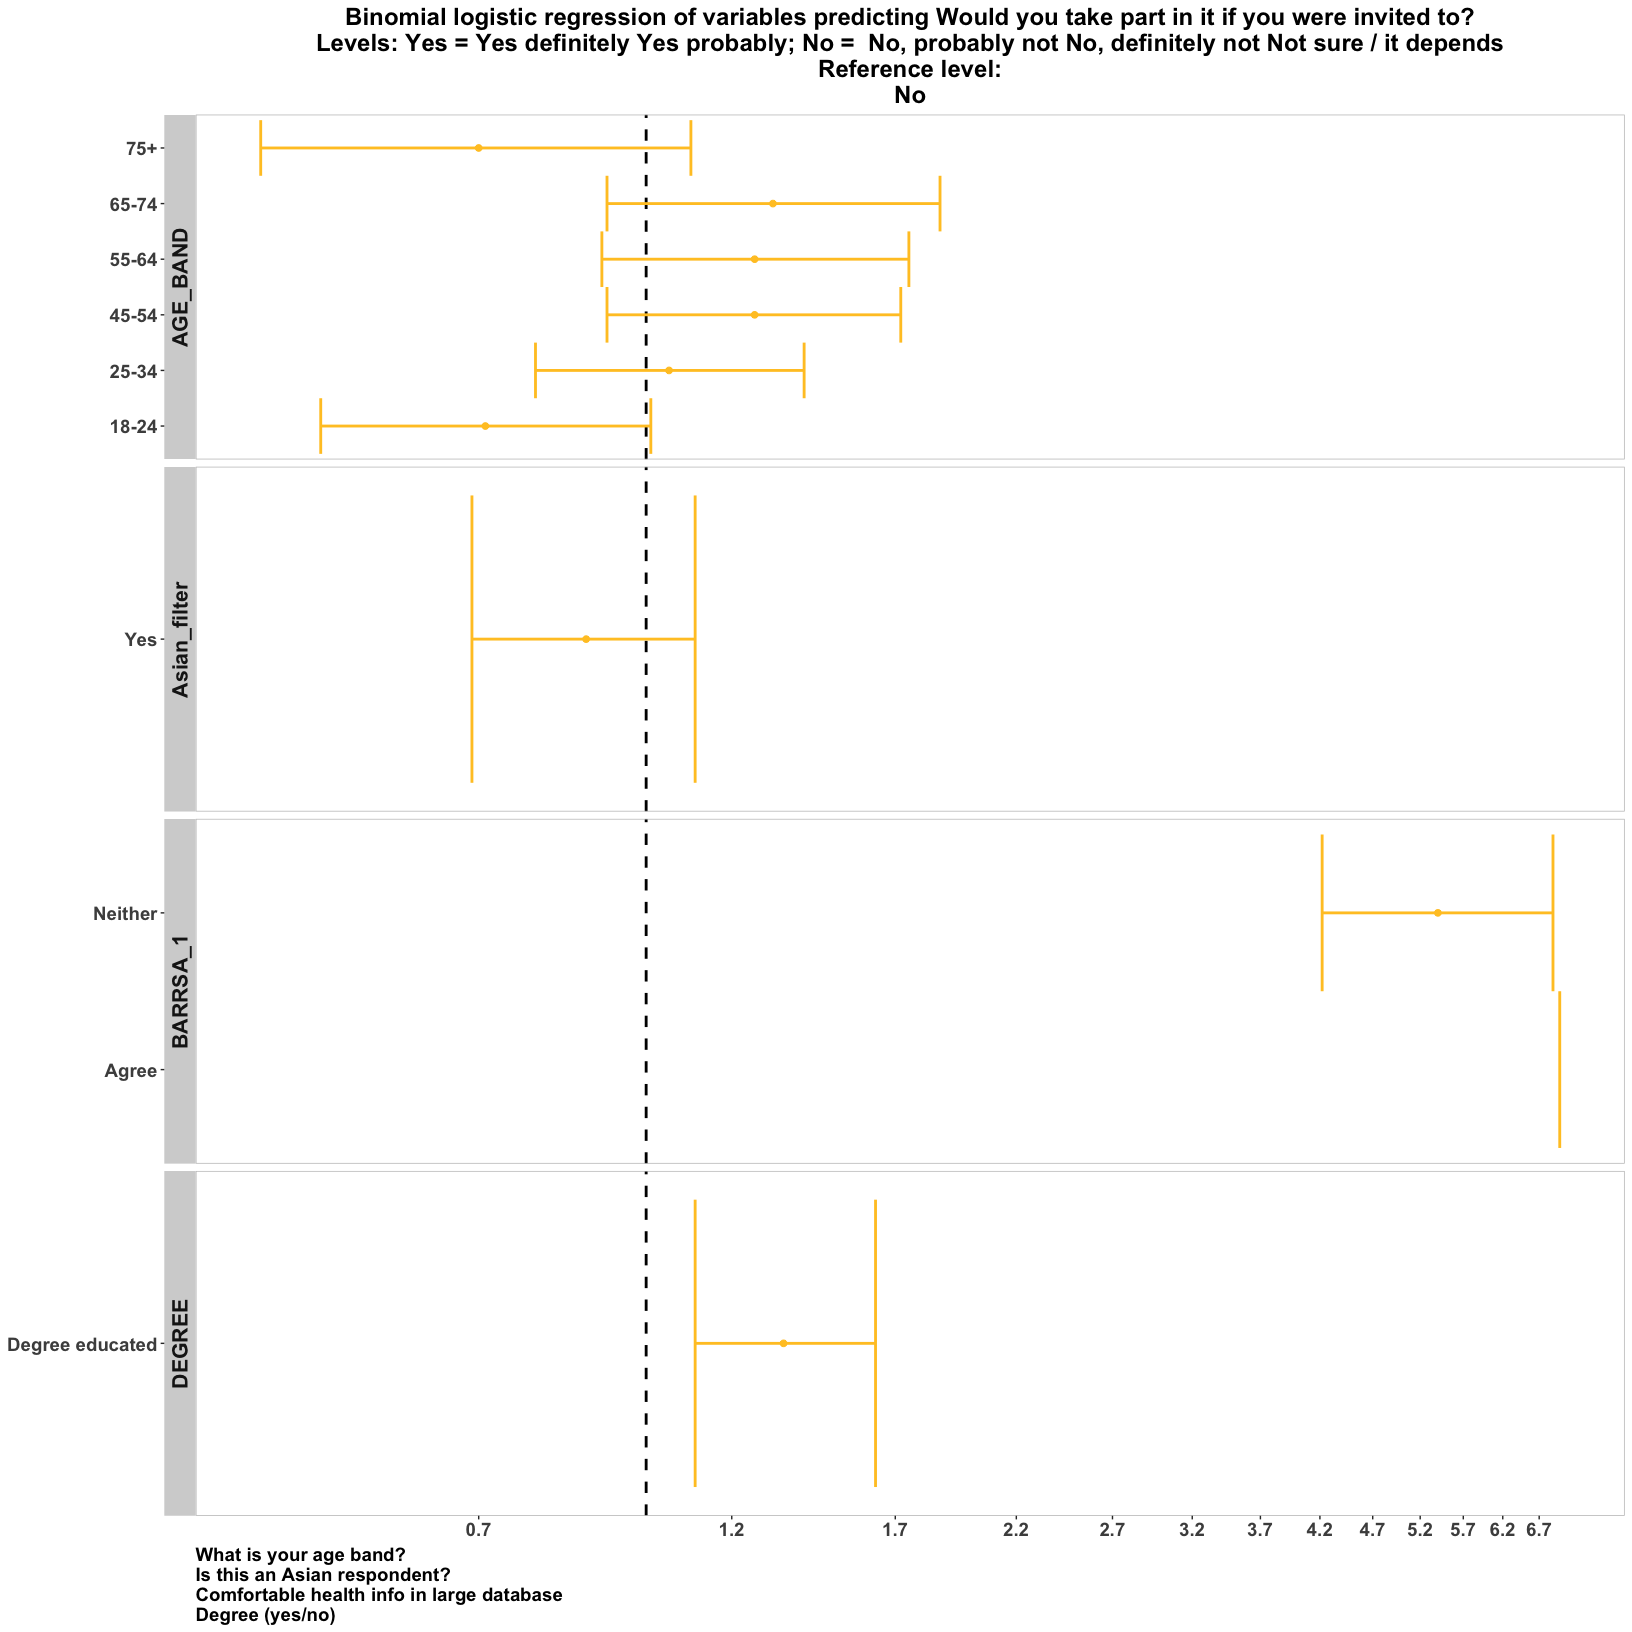 Binomial logistic regression of variables predicting Would you take part in it if you were invited to?
Levels: Yes = Yes definitely Yes probably; No =  No, probably not No, definitely not Not sure / it depends
Reference level:
No
AGE_BAND
75+
65-74
55-64
45-54
25-34
18-24
Asian_filter
Yes
BARRSA_1
Neither
Agree
DEGREE
Degree educated
0.7 1.2 1.7 2.2 2.7 3.2 3.7 4.2 4.7 5.2 5.7 6.2 6.7
What is your age band?
Is this an Asian respondent?
Comfortable health info in large database
Degree (yes/no)